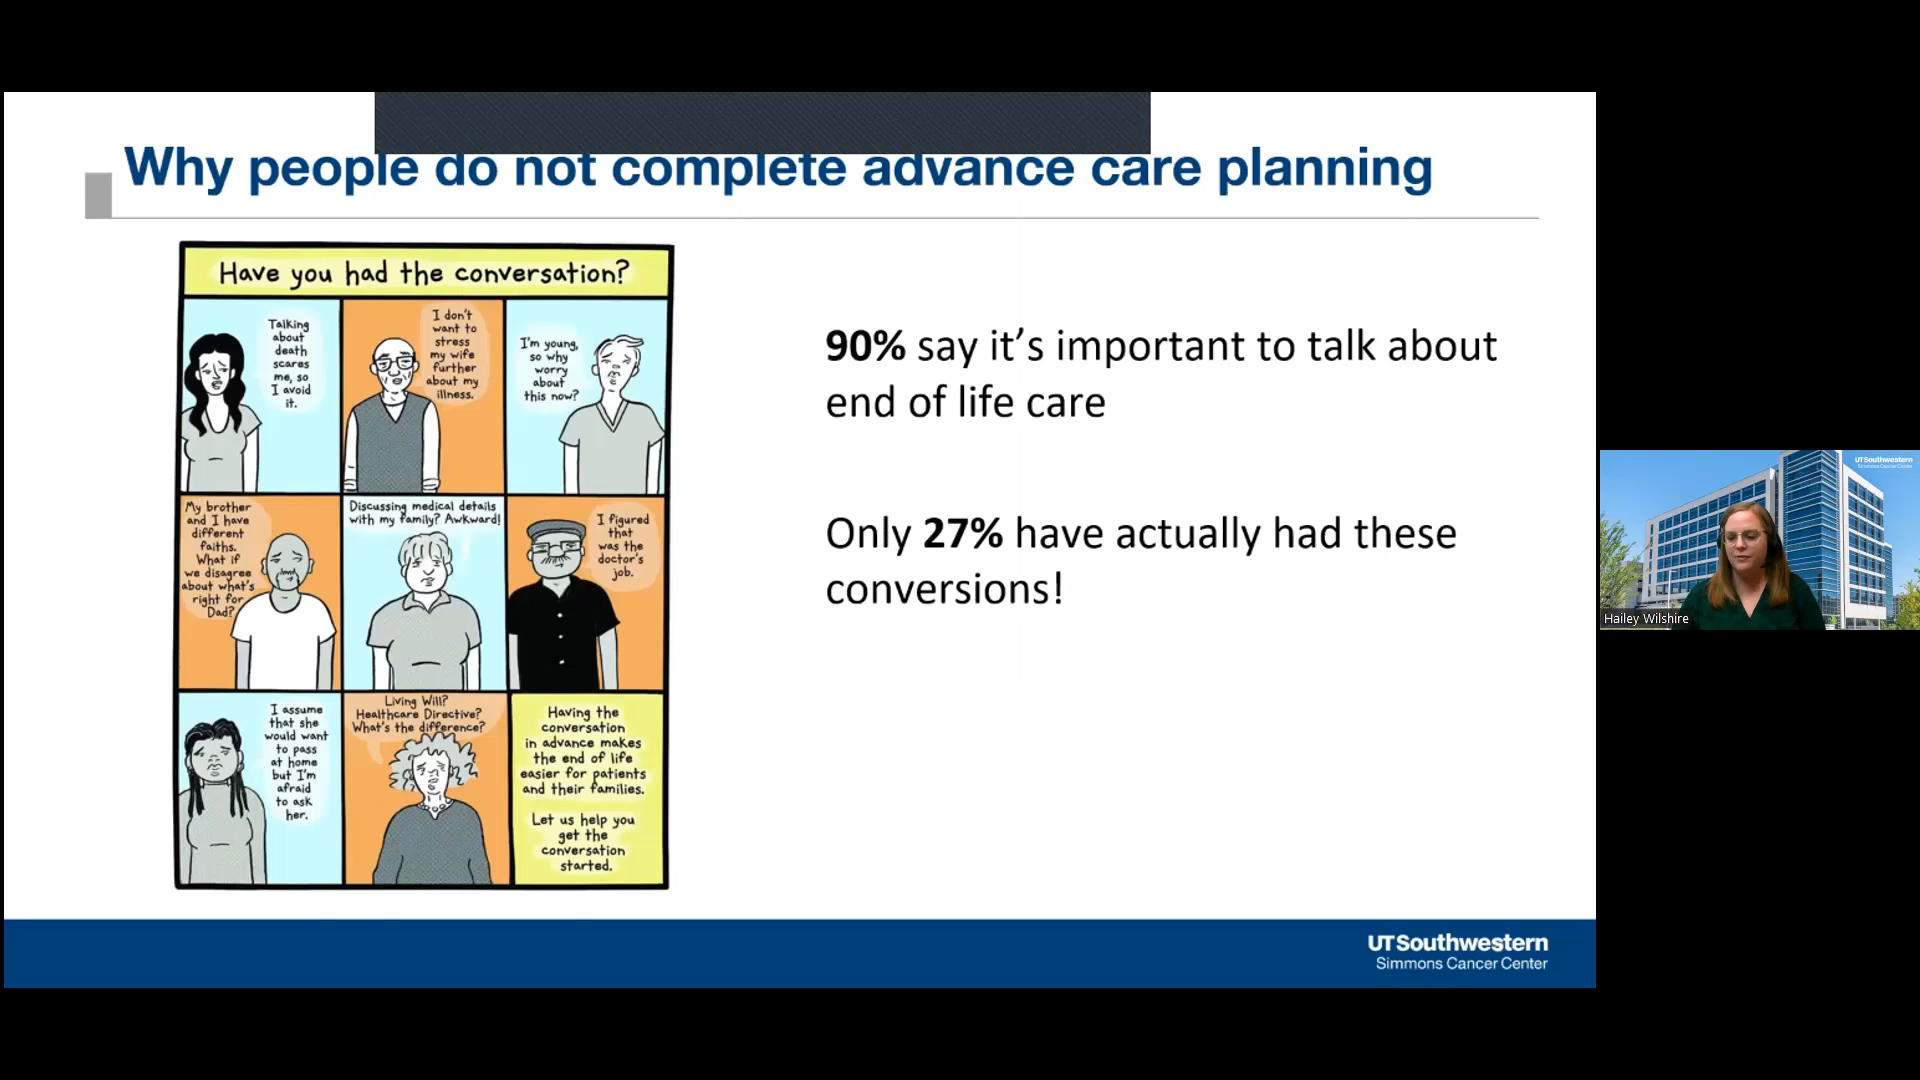 Why people do not complete advance care planning
Have you had the conversation?
Talking
about
death
scares
me, so
I avoid
it.
I don't
want to
stress
my wife
further
about my
illness.
I'm young,
so why
worry
about
this now?
My brother
and I have
different
faiths.
What if
we disagree
about what's
right for
Dad?
Discussing medical details
with my family? Awkward!
I figured
that
was the
doctor's
job.
I assume
that she
would want
to pass
at home
but I'm
afraid
to ask
her.
Living Will?
Healthcare Directive?
What's the difference?
Having the
conversation
in advance makes
the end of life
easier for patients
and their families.
Let us help you
get the
conversation
started.
90% say it’s important to talk about
end of life care
Only 27% have actually had these
conversions!
UTSouthwestern
Simmons Cancer Center
UTSouthwestern
Simmons Cancer Center
Hailey Wilshire